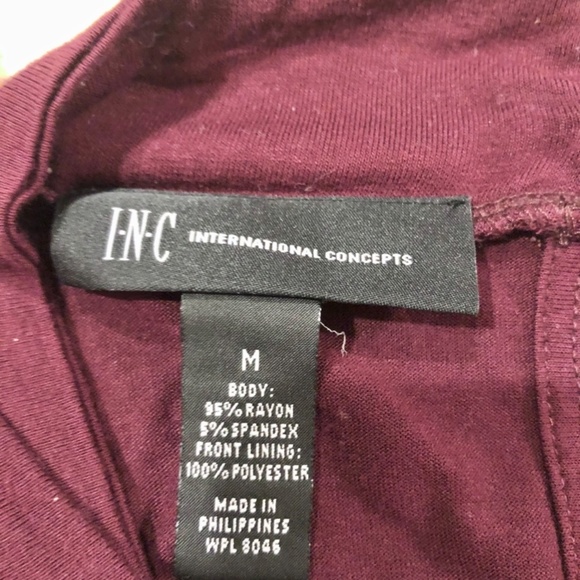 I·N·C INTERNATIONAL CONCEPTS
M
BODY:
95% RAYON
5% SPANDEX
FRONT LINING:
100% POLYESTER
MADE IN
PHILIPPINES
WPL 8046